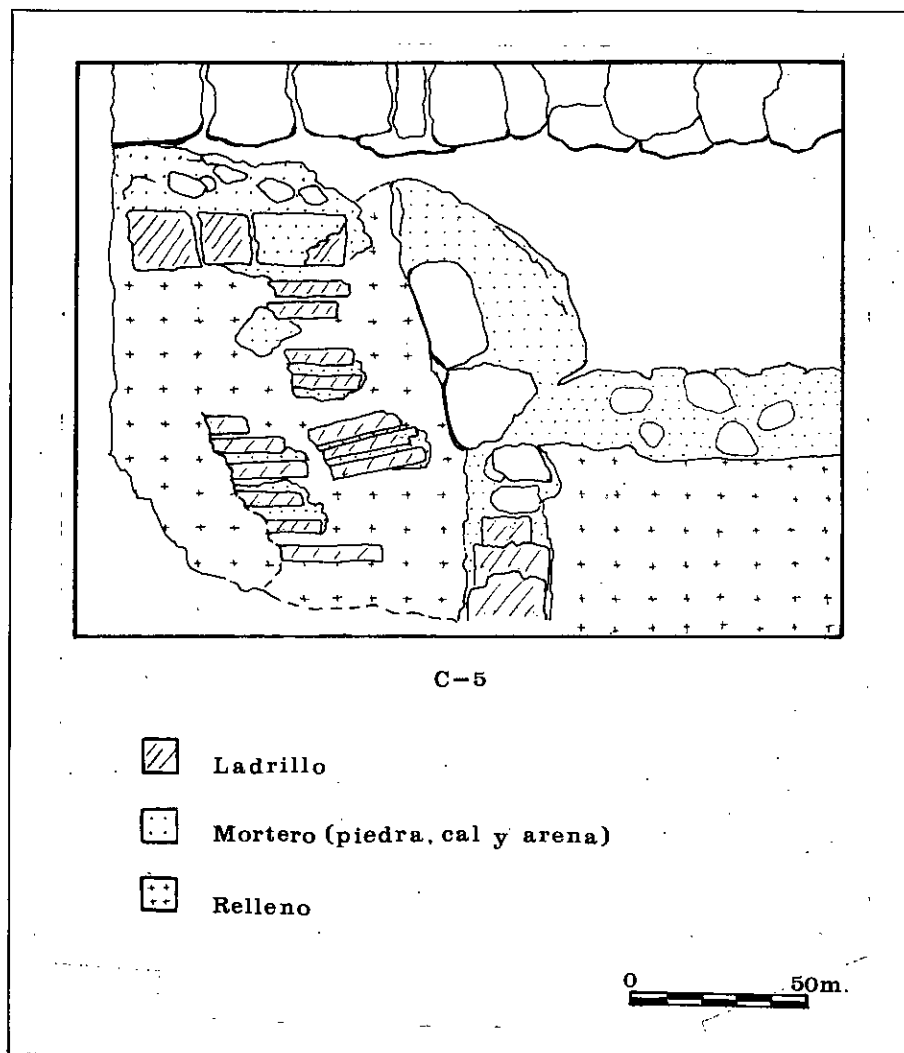 C-5
Ladrillo
Mortero (piedra, cal y arena)
Relleno
0 50m.